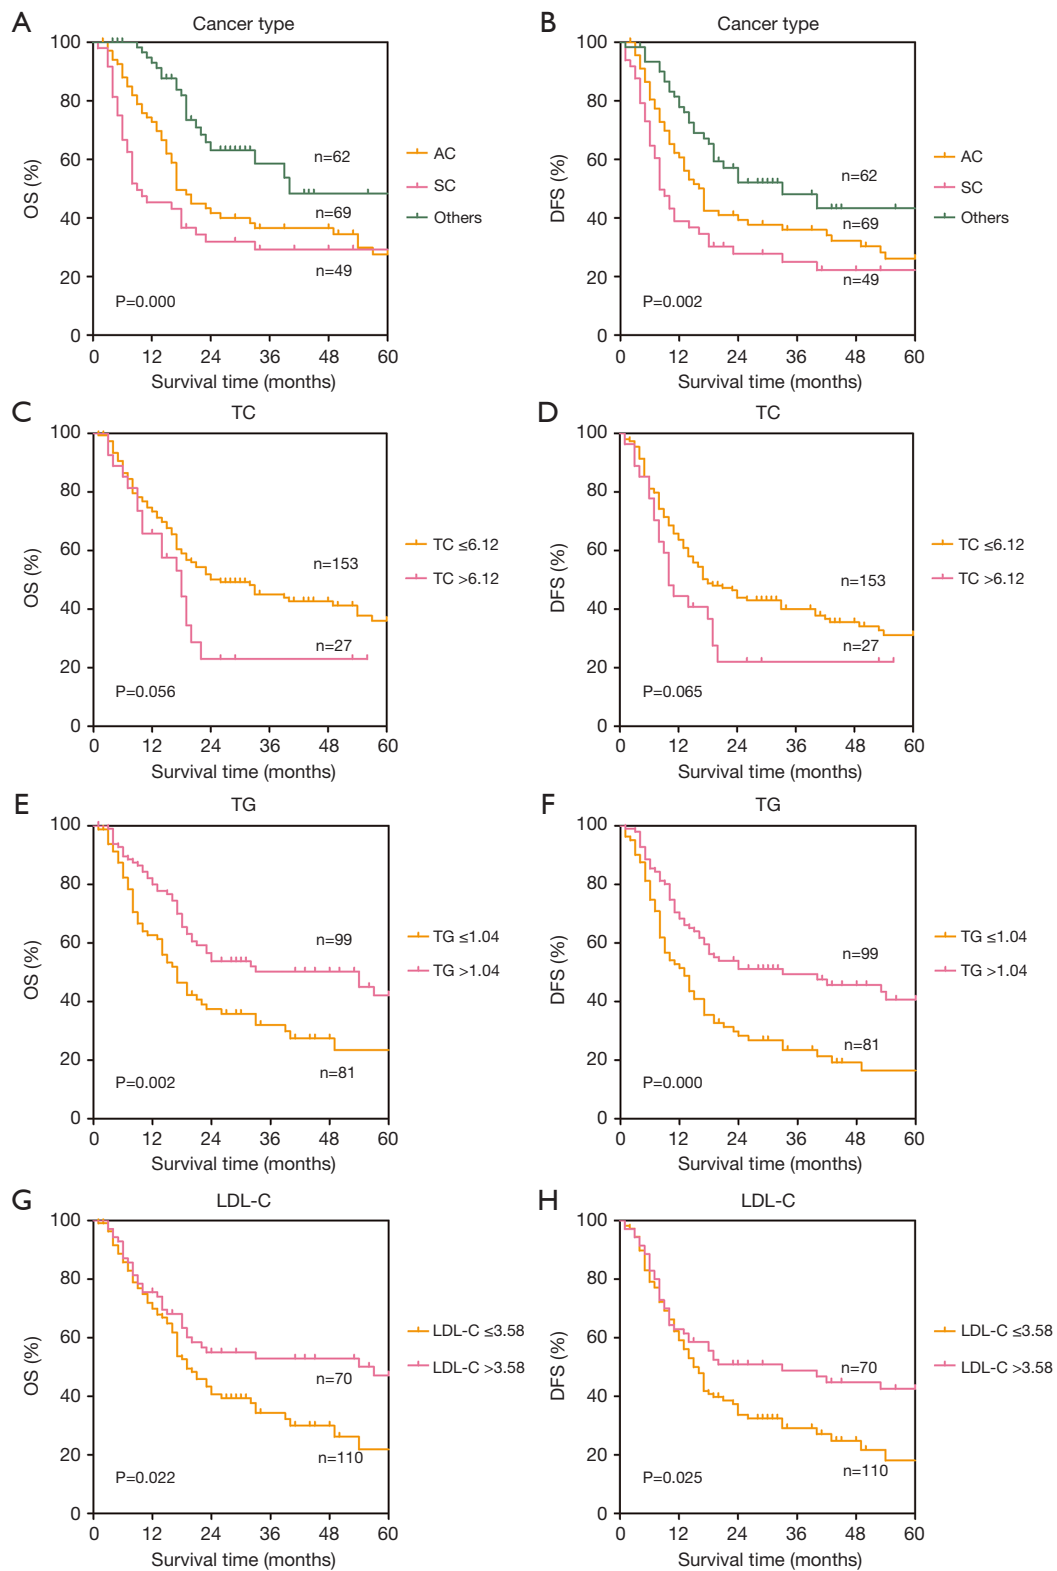 A
Cancer type
OS (%)
100
80
60
40
20
0
n=62
n=69
n=49
P=0.000
0 12 24 36 48 60
Survival time (months)
AC
SC
Others
B
Cancer type
DFS (%)
100
80
60
40
20
0
n=62
n=69
n=49
P=0.002
0 12 24 36 48 60
Survival time (months)
AC
SC
Others
C
TC
OS (%)
100
80
60
40
20
0
n=153
n=27
P=0.056
0 12 24 36 48 60
Survival time (months)
TC ≤6.12
TC >6.12
D
TC
DFS (%)
100
80
60
40
20
0
n=153
n=27
P=0.065
0 12 24 36 48 60
Survival time (months)
TC ≤6.12
TC >6.12
E
TG
OS (%)
100
80
60
40
20
0
n=99
n=81
P=0.002
0 12 24 36 48 60
Survival time (months)
TG ≤1.04
TG >1.04
F
TG
DFS (%)
100
80
60
40
20
0
n=99
n=81
P=0.000
0 12 24 36 48 60
Survival time (months)
TG ≤1.04
TG >1.04
G
LDL-C
OS (%)
100
80
60
40
20
0
n=70
n=110
P=0.022
0 12 24 36 48 60
Survival time (months)
LDL-C ≤3.58
LDL-C >3.58
H
LDL-C
DFS (%)
100
80
60
40
20
0
n=70
n=110
P=0.025
0 12 24 36 48 60
Survival time (months)
LDL-C ≤3.58
LDL-C >3.58